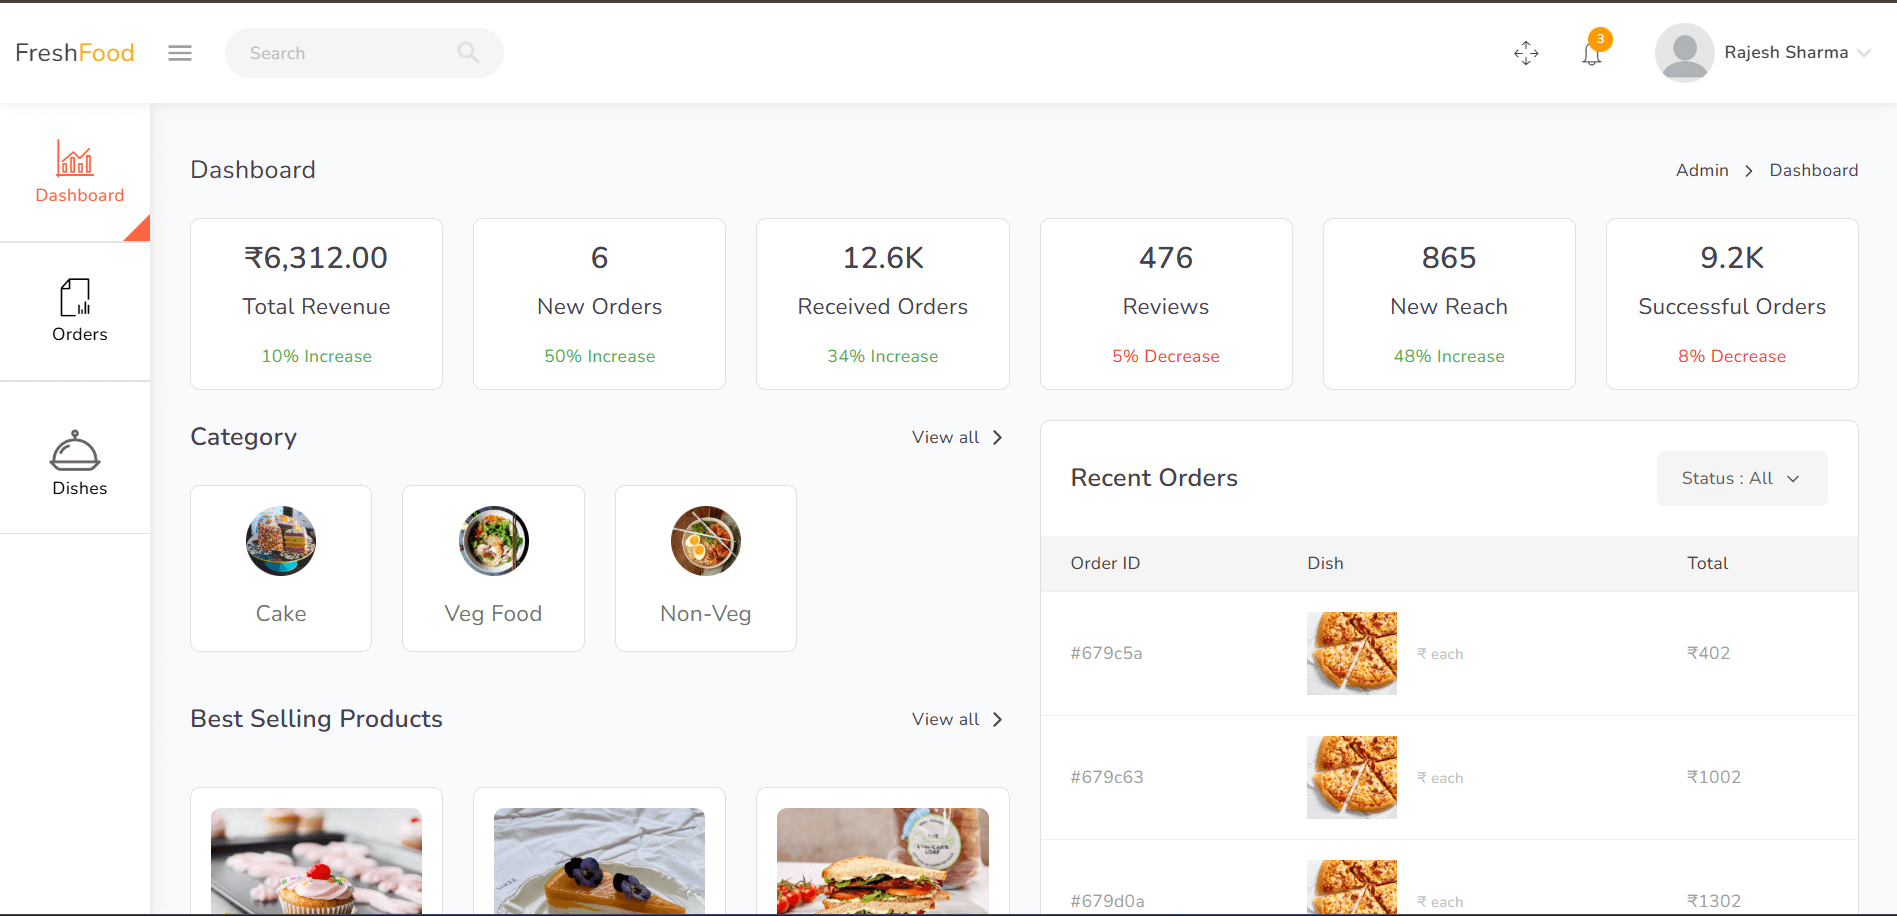 FreshFood
Search
3
Rajesh Sharma
Dashboard
Orders
Dishes
Dashboard
Admin > Dashboard
₹6,312.00
Total Revenue
10% Increase
6
New Orders
50% Increase
12.6K
Received Orders
34% Increase
476
Reviews
5% Decrease
865
New Reach
48% Increase
9.2K
Successful Orders
8% Decrease
Category
View all
Cake
Veg Food
Non-Veg
Best Selling Products
View all
LOW-CARB
LOAF
Recent Orders
Status : All
Order ID Dish Total
#679c5a ₹ each ₹402
#679c63 ₹ each ₹1002
#679d0a ₹ each ₹1302